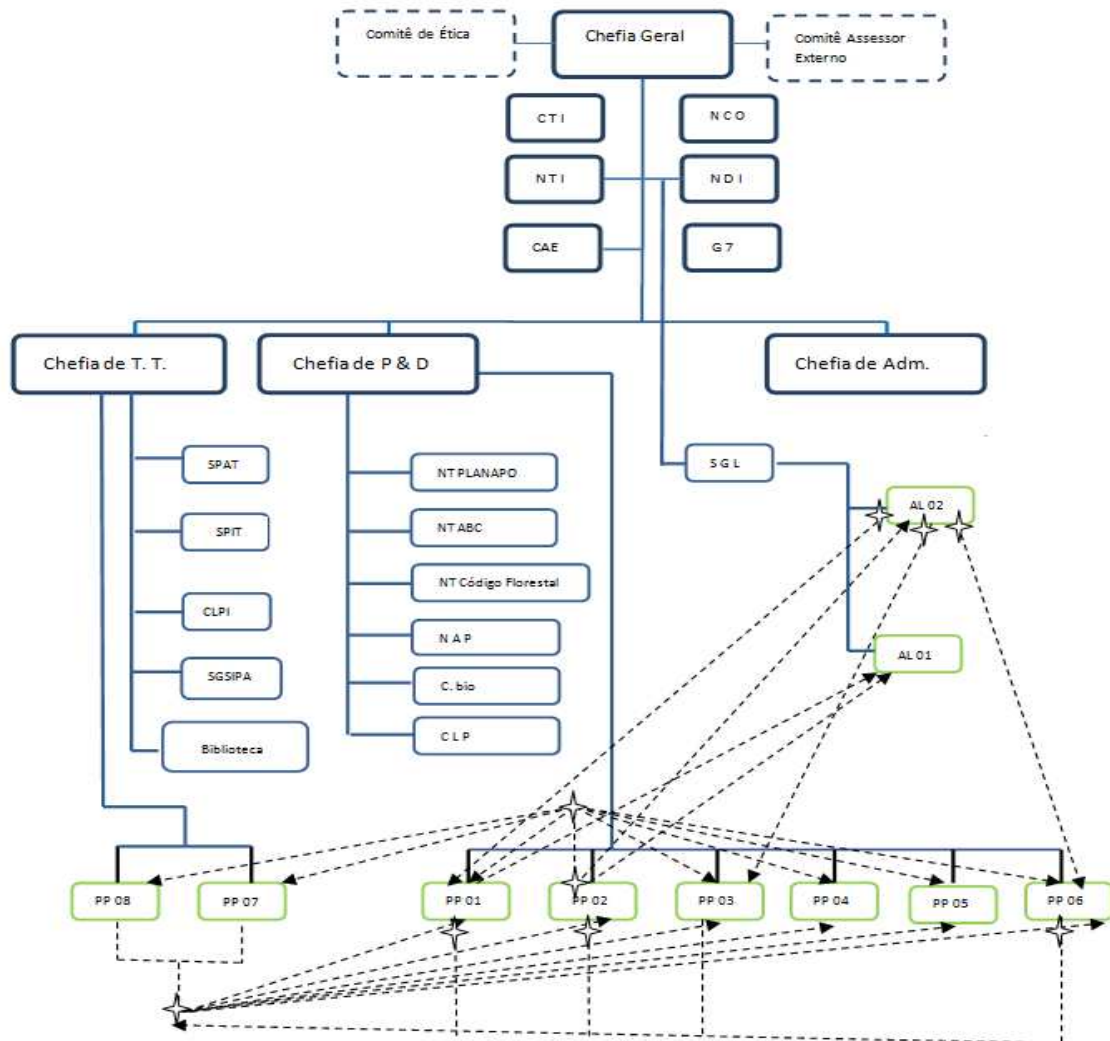 Comitê de Ética
Chefia Geral
Comitê Assessor
Externo
C T I
N C O
N T I
N D I
CAE
G 7
Chefia de T. T.
Chefia de P & D
Chefia de Adm.
SPAT
S G L
NT PLANAPO
AL 02
SPIT
NT ABC
NT Código Florestal
CLPI
N A P
AL 01
SGSIPA
C. bio
C L P
Biblioteca
PP 08
PP 07
PP 01
PP 02
PP 03
PP 04
PP 05
PP 06